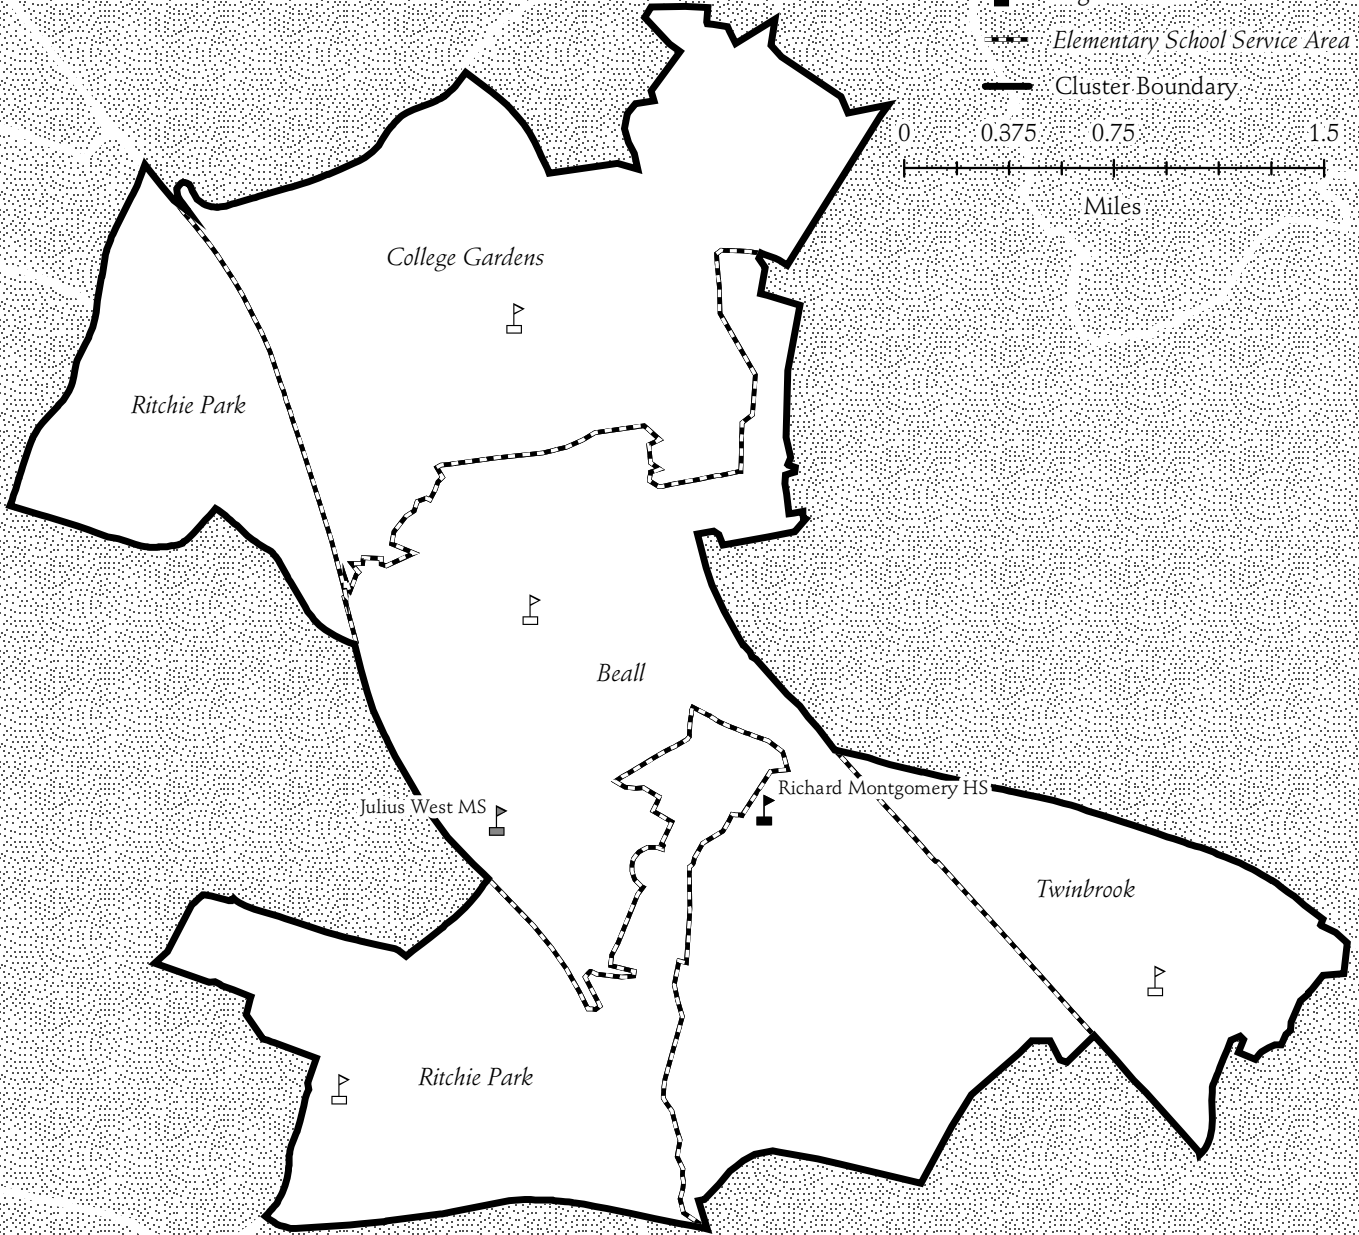 Elementary School Service Area
Cluster Boundary
0 0.375 0.75 1.5
Miles
College Gardens
Ritchie Park
Beall
Richard Montgomery HS
Julius West MS
Twinbrook
Ritchie Park